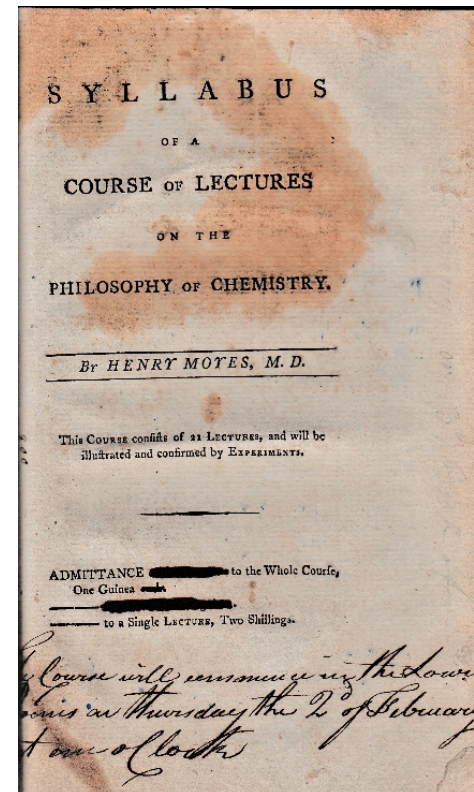 SYLLABUS
OF A
COURSE OF LECTURES
ON THE
PHILOSOPHY OF CHEMISTRY.
By HENRY MOYES, M. D.
This COURSE consists of 21 LECTURES, and will be
illustrated and confirmed by EXPERIMENTS.
ADMITTANCE to the Whole Course,
One Guinea
to a Single LECTURE, Two Shillings.
Course will commence in the Lower
on Thursday the 2d of February
at one o Clock